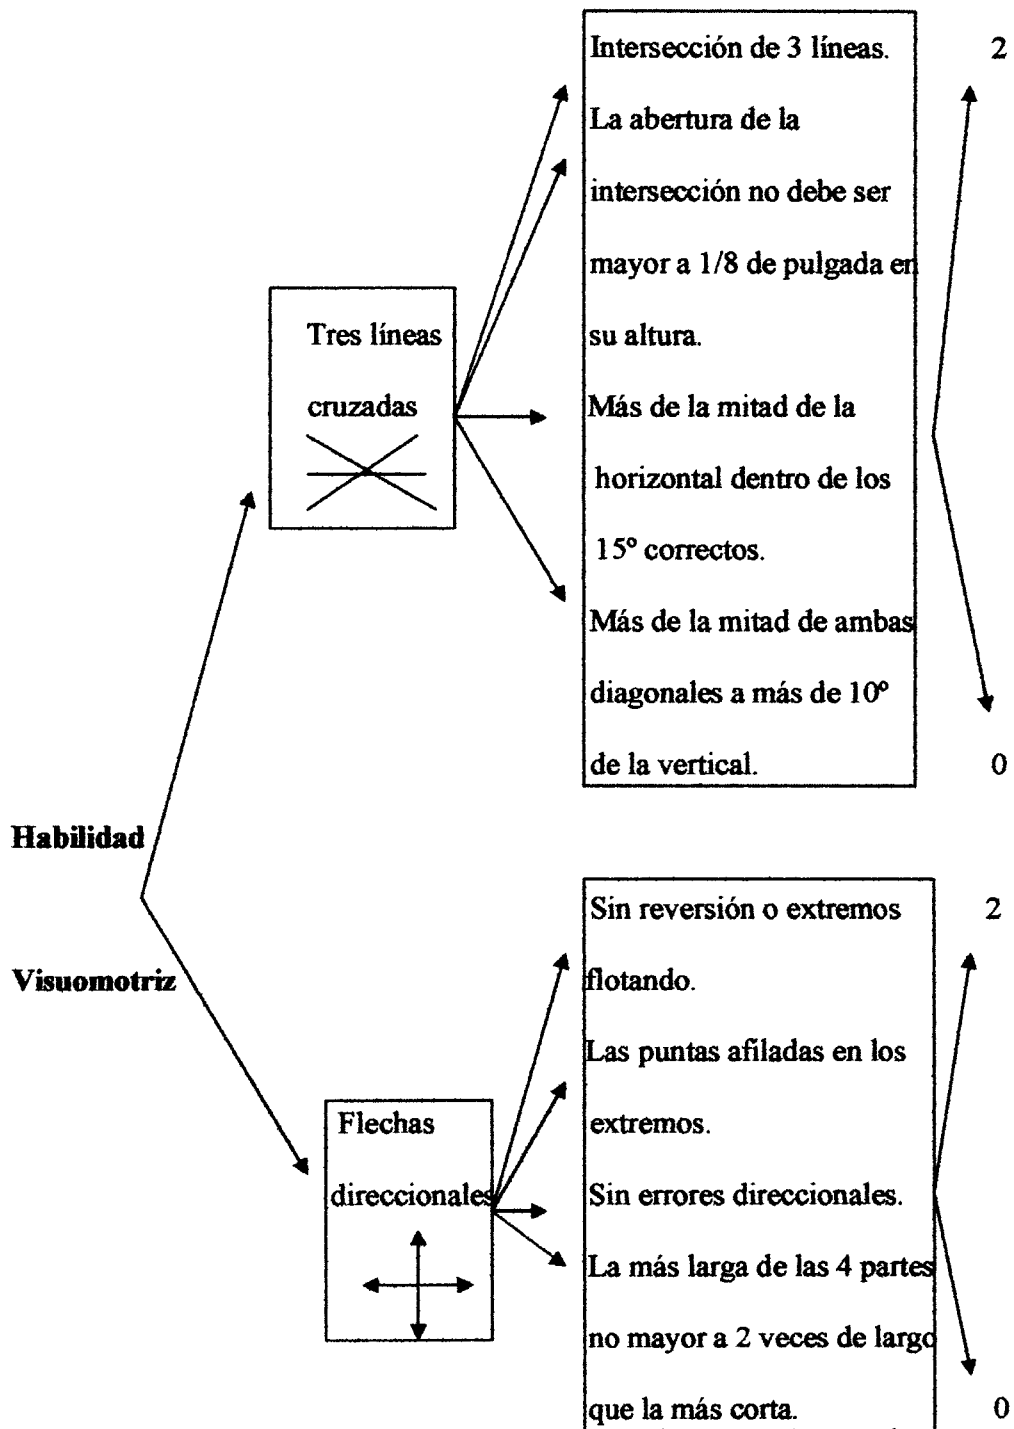 Intersección de 3 líneas.
2
La abertura de la
intersección no debe ser
mayor a 1/8 de pulgada en
su altura.
Tres líneas
cruzadas
Más de la mitad de la
horizontal dentro de los
15º correctos.
Más de la mitad de ambas
diagonales a más de 10º
de la vertical.
0
Habilidad
Visuomotriz
Sin reversión o extremos
2
flotando.
Las puntas afiladas en los
extremos.
Flechas
direccionales
Sin errores direccionales.
La más larga de las 4 partes
no mayor a 2 veces de largo
que la más corta.
0